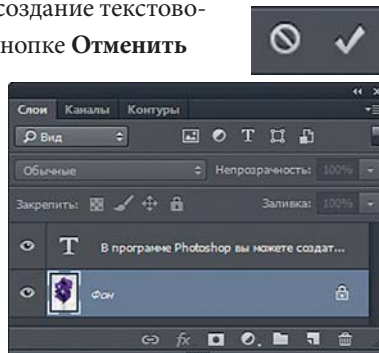 создание текстово-
нопке Отменить
Слои Каналы Контуры
Вид
Обычные Непрозрачность: 100%
Закрепить: Заливка: 100%
T В программе Photoshop вы можете создат...
Фон